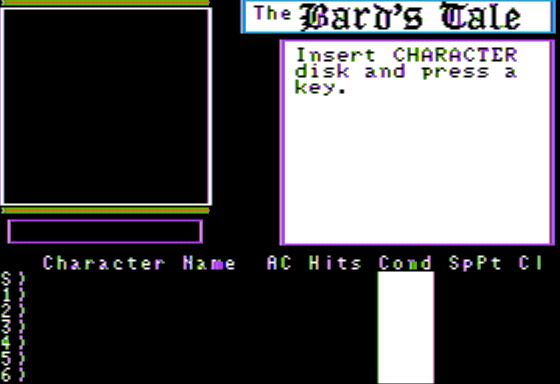 The Bard's Tale
Insert CHARACTER
disk and press a
key.
Character Name AC Hits Cond SpPt Cl
S)
1)
2)
3)
4)
5)
6)